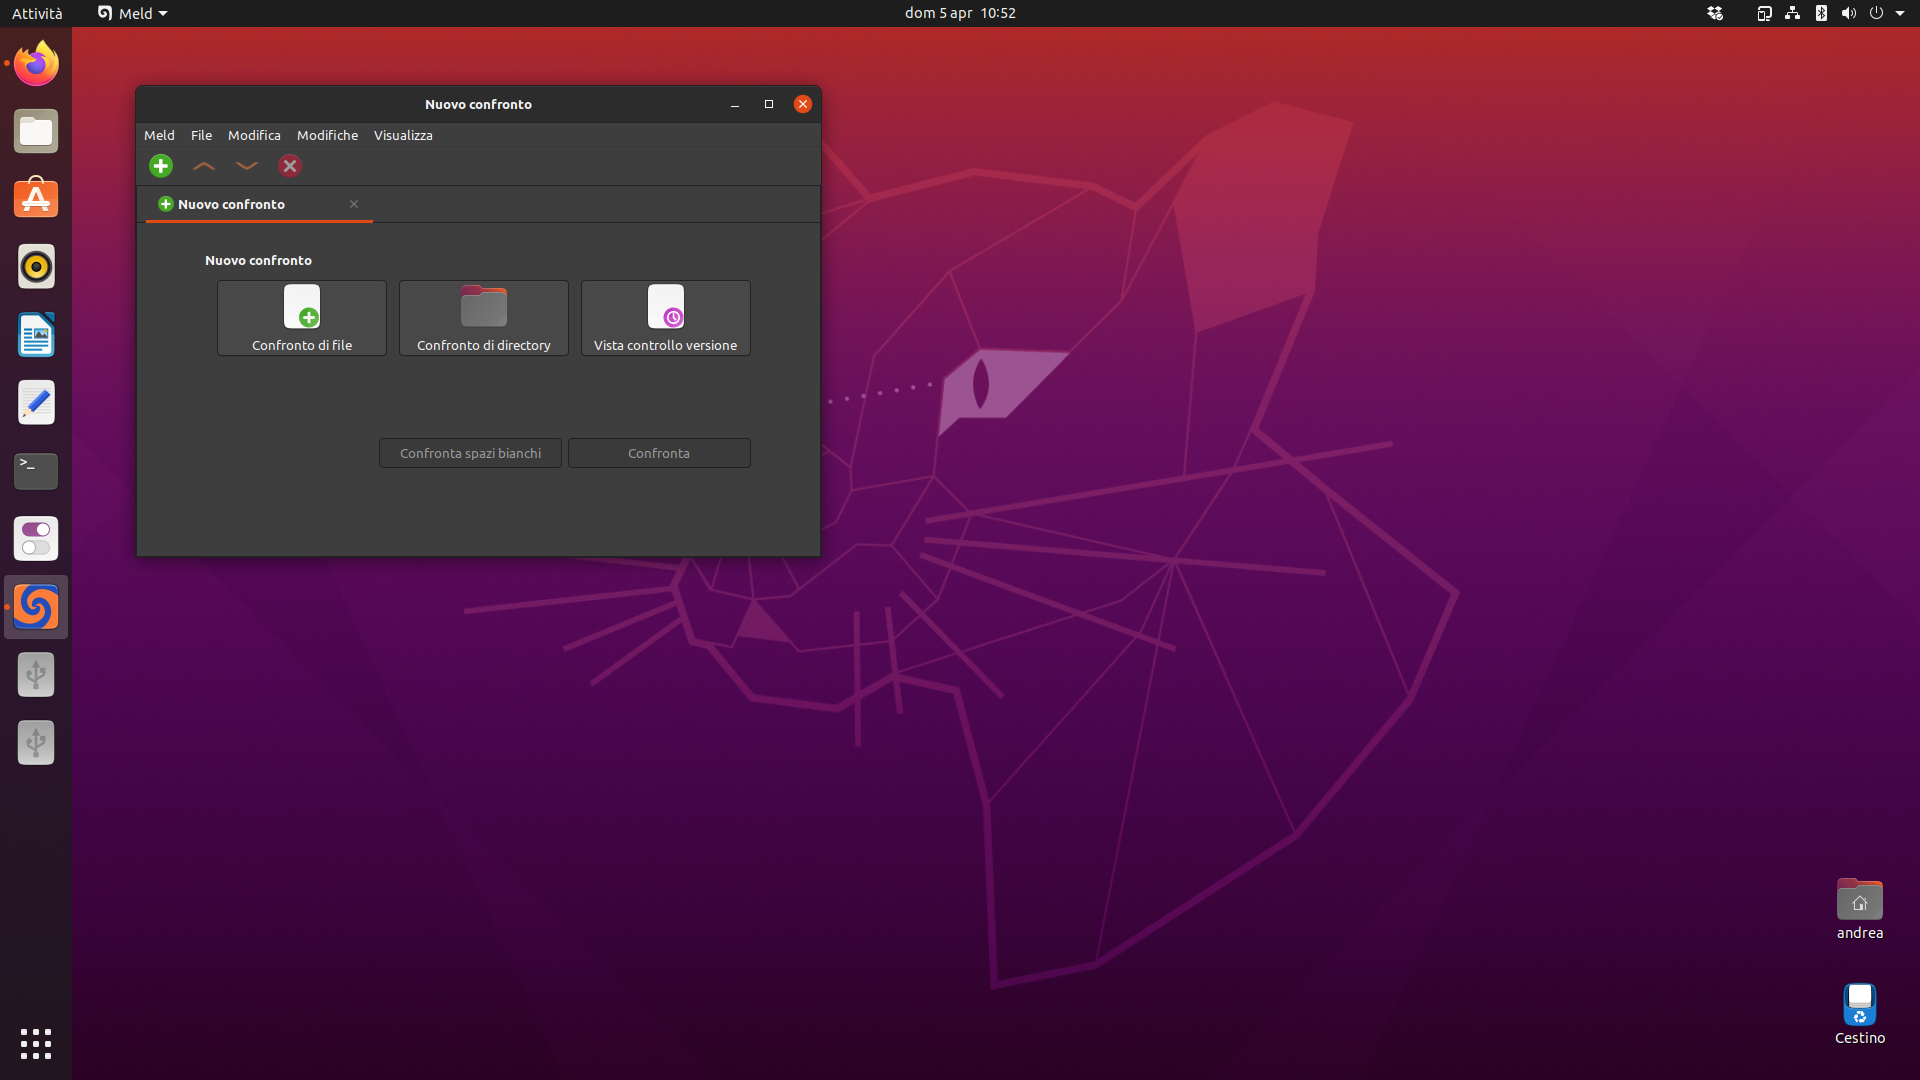 Attività
Meld
dom 5 apr 10:52
Nuovo confronto
Meld File Modifica Modifiche Visualizza
Nuovo confronto
Nuovo confronto
Confronto di file
Confronto di directory
Vista controllo versione
Confronta spazi bianchi
Confronta
>_
andrea
Cestino